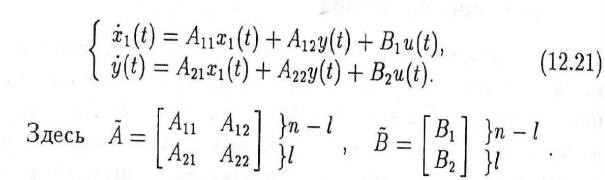 { ẋ₁(t) = A₁₁x₁(t) + A₁₂y(t) + B₁u(t),
ẏ(t) = A₂₁x₁(t) + A₂₂y(t) + B₂u(t). (12.21)
Здесь Ã = [ A₁₁ A₁₂ ; A₂₁ A₂₂ ] }n − l }l , B̃ = [ B₁ ; B₂ ] }n − l }l .